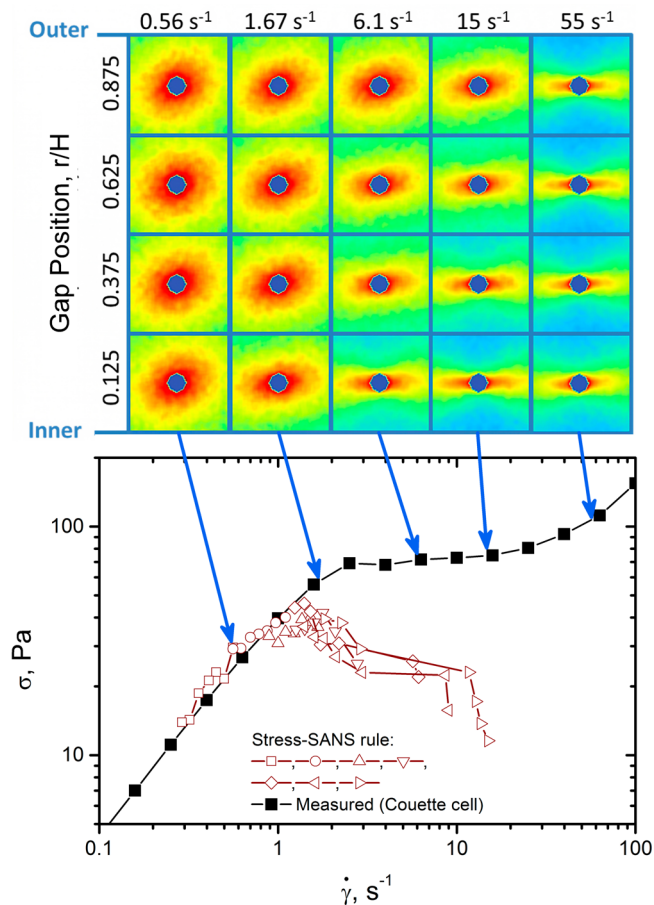 Outer
0.56 s⁻¹ 1.67 s⁻¹ 6.1 s⁻¹ 15 s⁻¹ 55 s⁻¹
Gap Position, r/H
0.875
0.625
0.375
0.125
Inner
σ, Pa
100
10
Stress-SANS rule:
, , , ,
, ,
Measured (Couette cell)
0.1 1 10 100
γ̇, s⁻¹